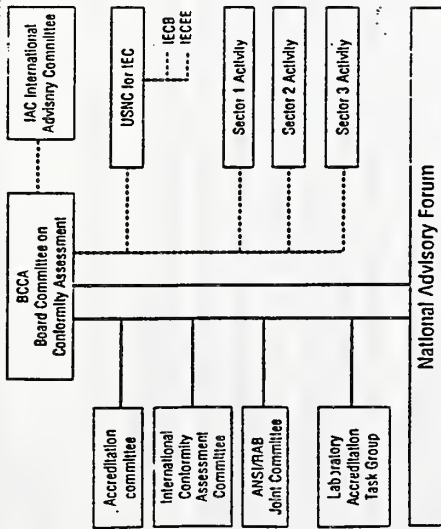 BCCA
Board Committee on
Conformity Assessment
IAC International
Advisnry Committee
USNC for IEC
IECB
IECEE
Accreditation
committee
International
Conformity
Assessment
Committee
ANSI/RAB
Joint Committee
Laboratory
Accreditation
Task Group
Sector 1 Activity
Sector 2 Activity
Sector 3 Activity
National Advisory Forum